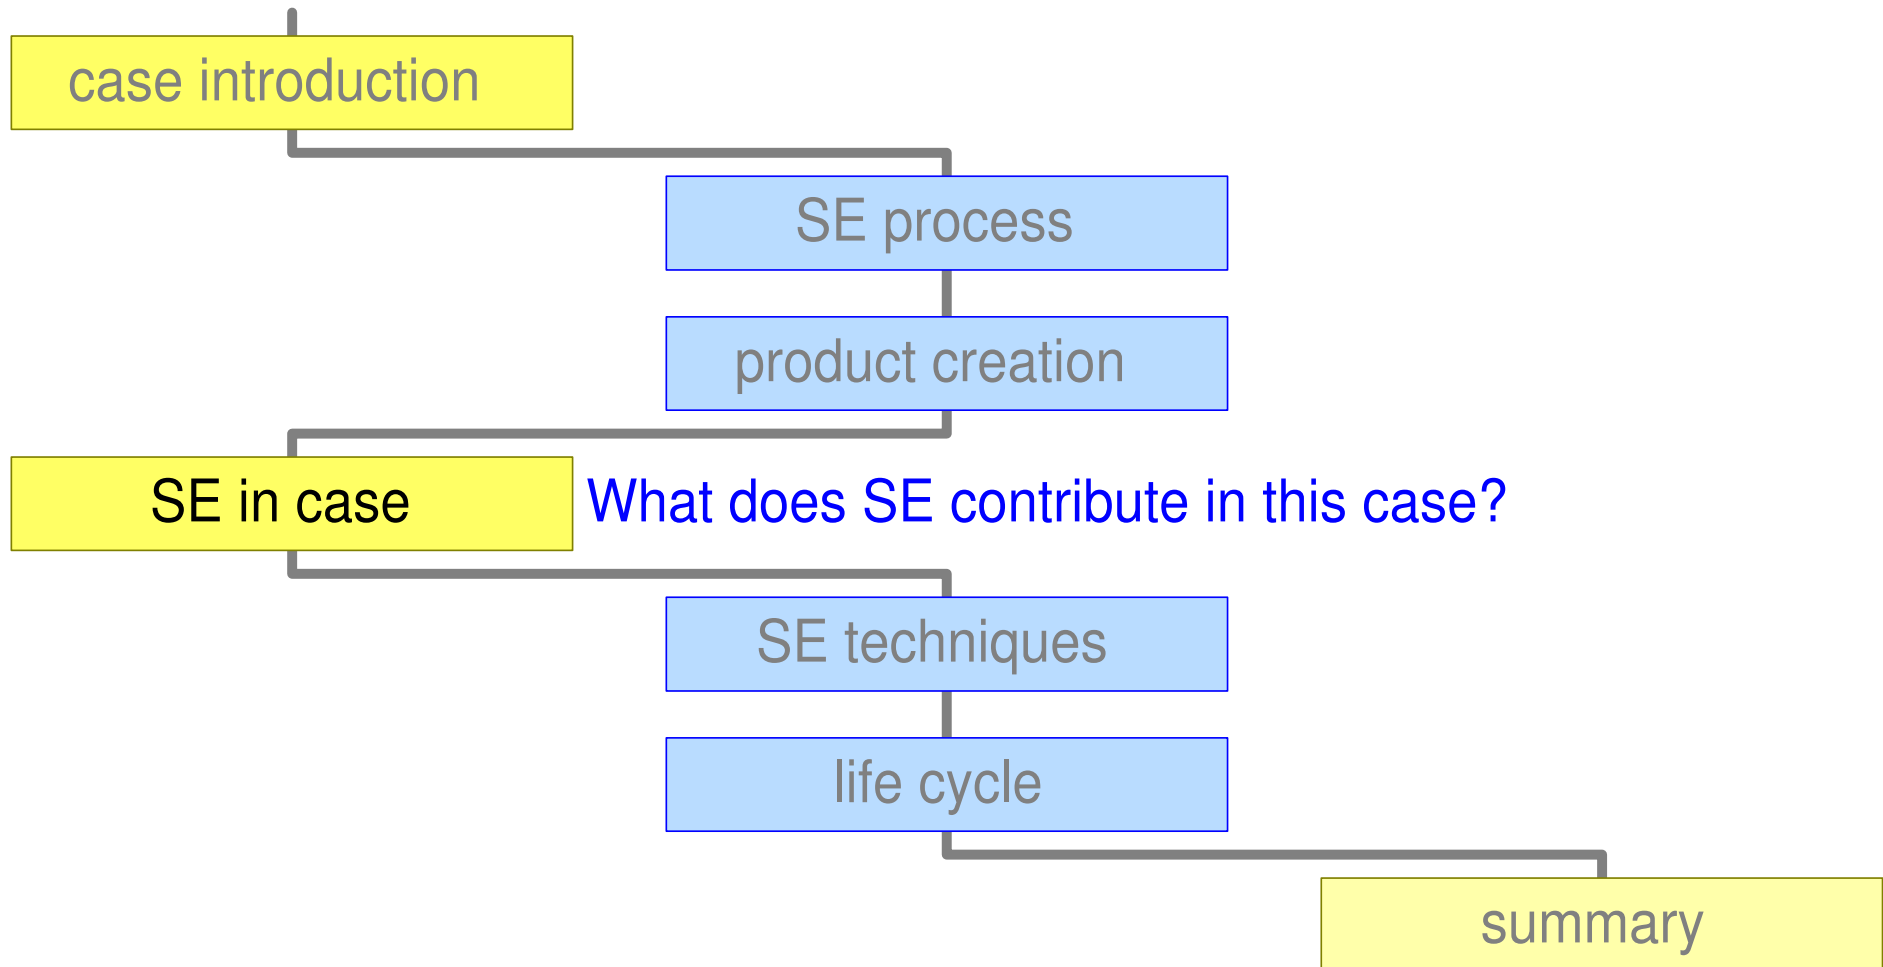 case introduction
SE process
product creation
SE in case
What does SE contribute in this case?
SE techniques
life cycle
summary